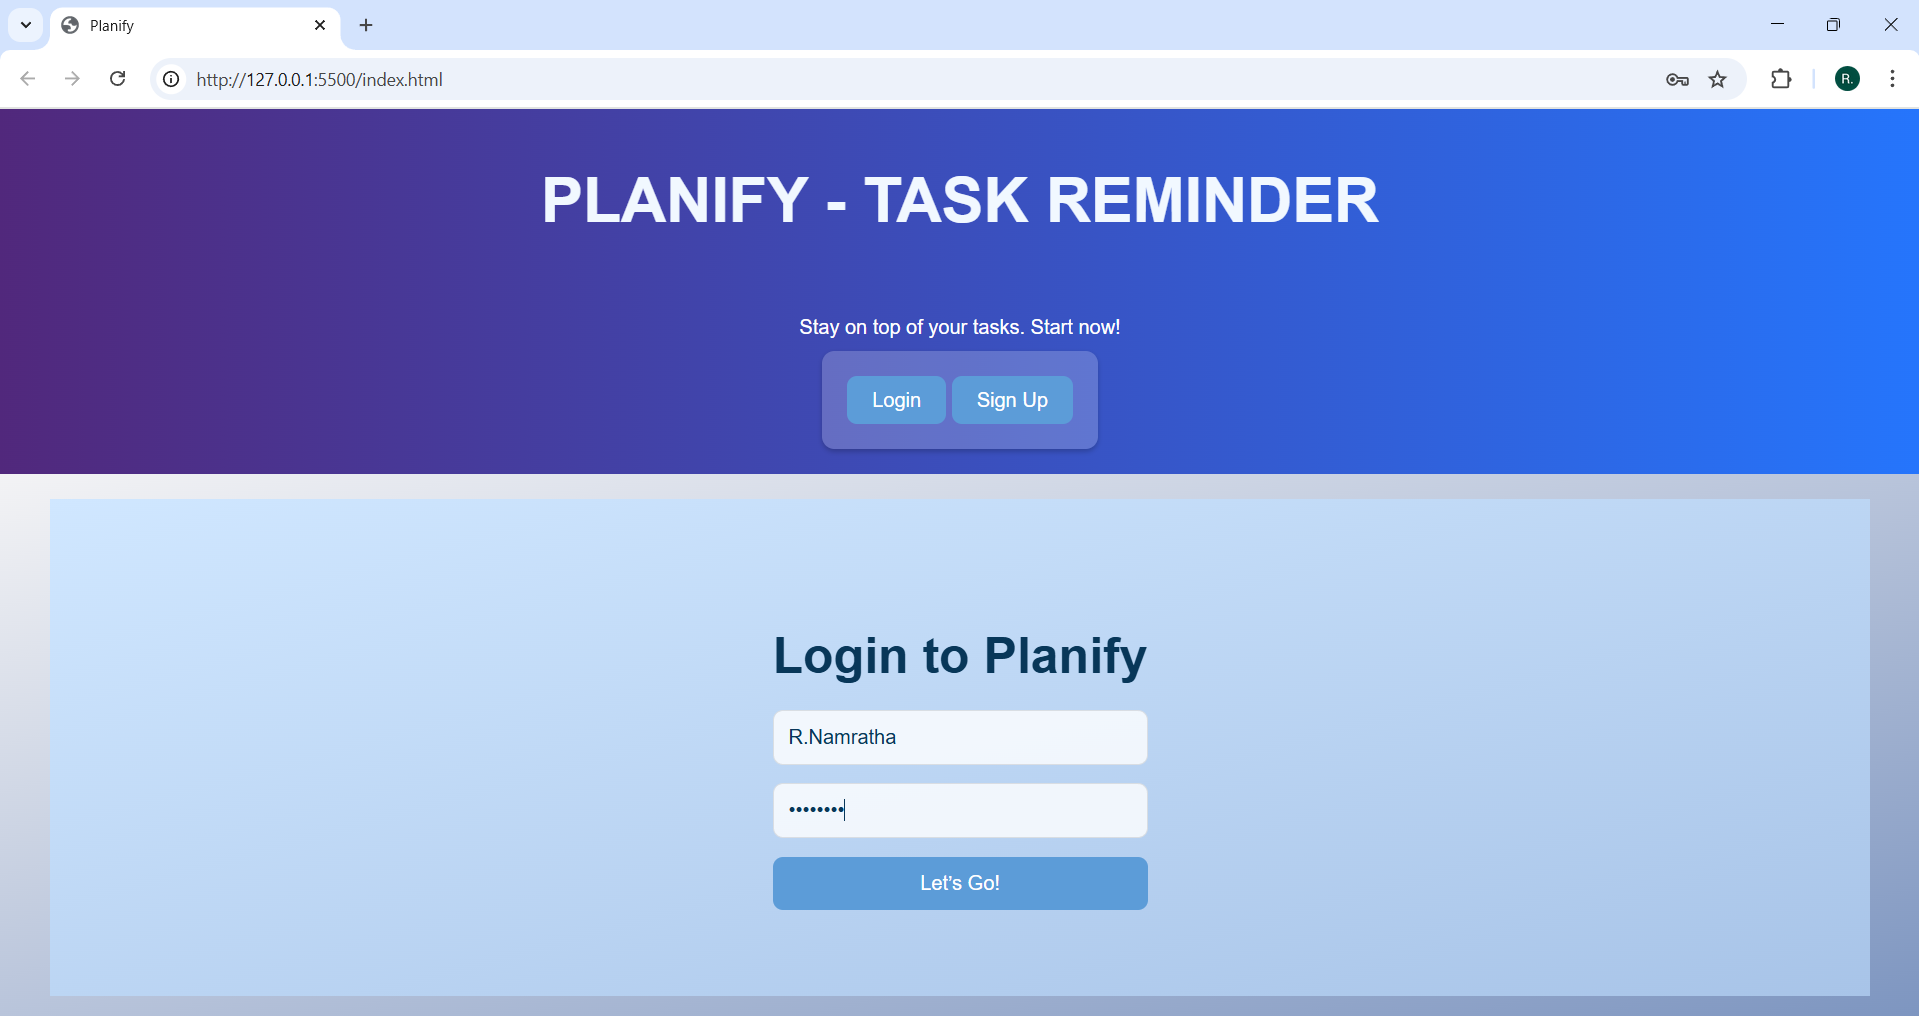 Planify
http://127.0.0.1:5500/index.html
R.
PLANIFY - TASK REMINDER
Stay on top of your tasks. Start now!
Login Sign Up
Login to Planify
R.Namratha
••••••••
Let's Go!